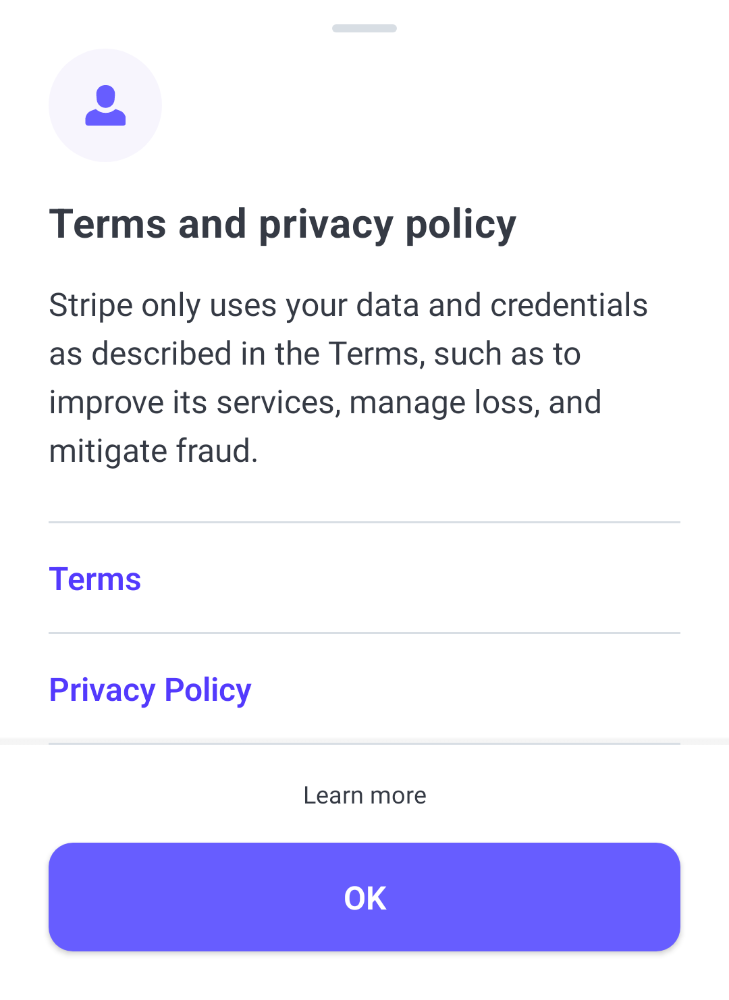 Terms and privacy policy
Stripe only uses your data and credentials
as described in the Terms, such as to
improve its services, manage loss, and
mitigate fraud.
Terms
Privacy Policy
Learn more
OK